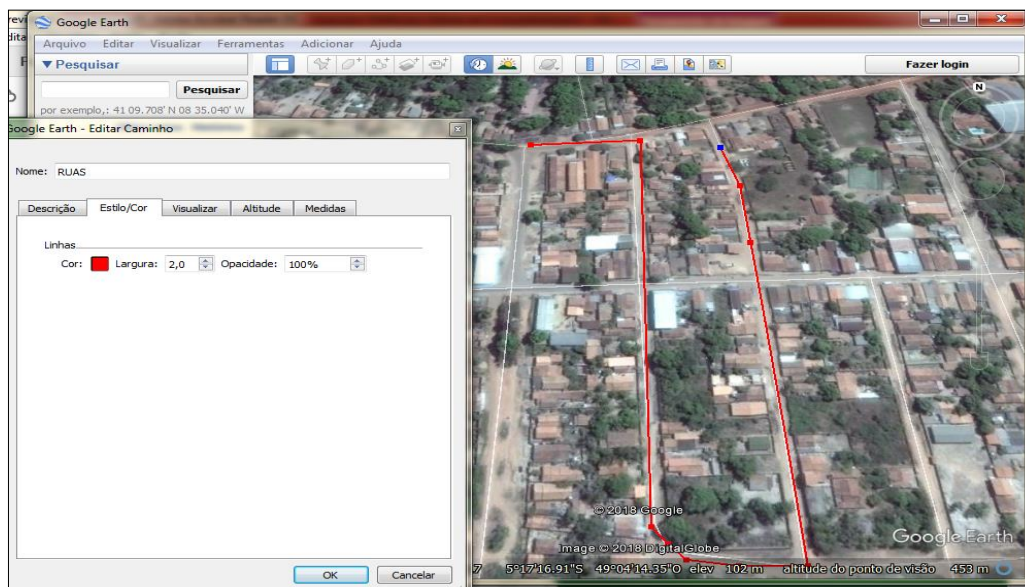 Google Earth
Arquivo Editar Visualizar Ferramentas Adicionar Ajuda
Pesquisar
Fazer login
Pesquisar
por exemplo,: 41 09.708' N 08 35.040' W
N
Google Earth - Editar Caminho
Nome: RUAS
Descrição Estilo/Cor Visualizar Altitude Medidas
Linhas
Cor: Largura: 2,0 Opacidade: 100%
OK Cancelar
© 2018 Google
Image © 2018 DigitalGlobe
Google Earth
5°17'16.91"S 49°04'14.35"O elev 102 m altitude do ponto de visão 453 m